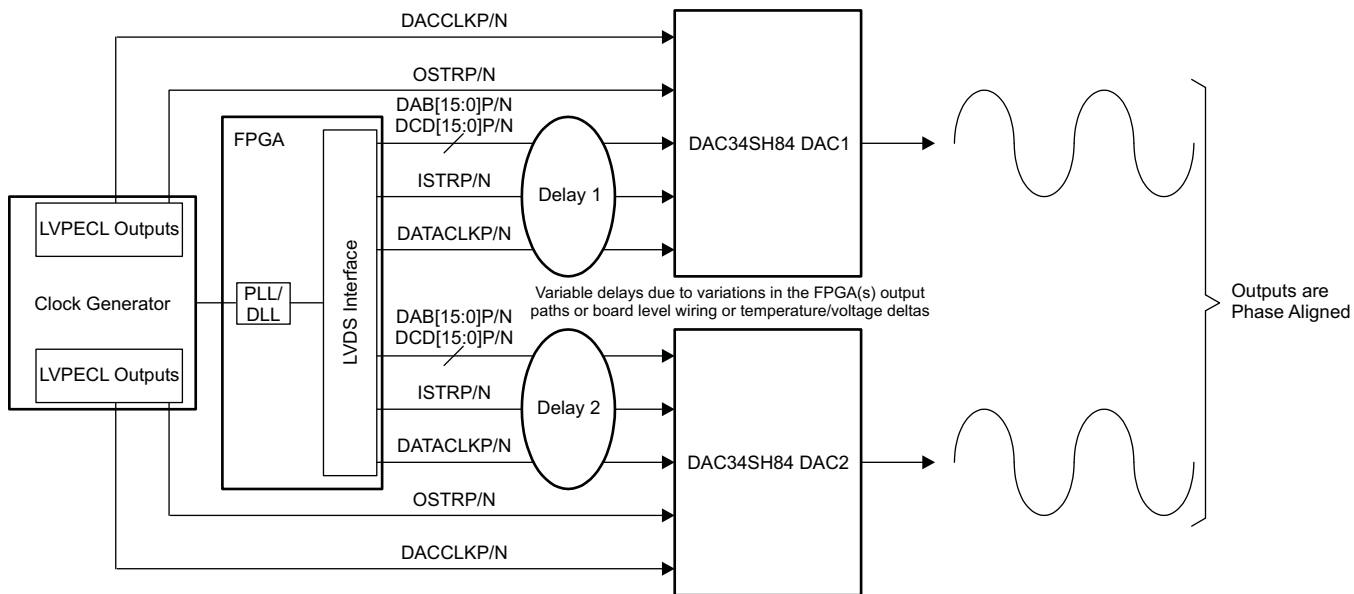 DACCLKP/N
OSTRP/N
DAB[15:0]P/N
DCD[15:0]P/N
FPGA
DAC34SH84 DAC1
ISTRP/N
Delay 1
LVPECL Outputs
DATACLKP/N
LVDS Interface
Clock Generator
PLL/
DLL
Variable delays due to variations in the FPGA(s) output
paths or board level wiring or temperature/voltage deltas
Outputs are
Phase Aligned
DAB[15:0]P/N
DCD[15:0]P/N
LVPECL Outputs
ISTRP/N
Delay 2
DATACLKP/N
DAC34SH84 DAC2
OSTRP/N
DACCLKP/N